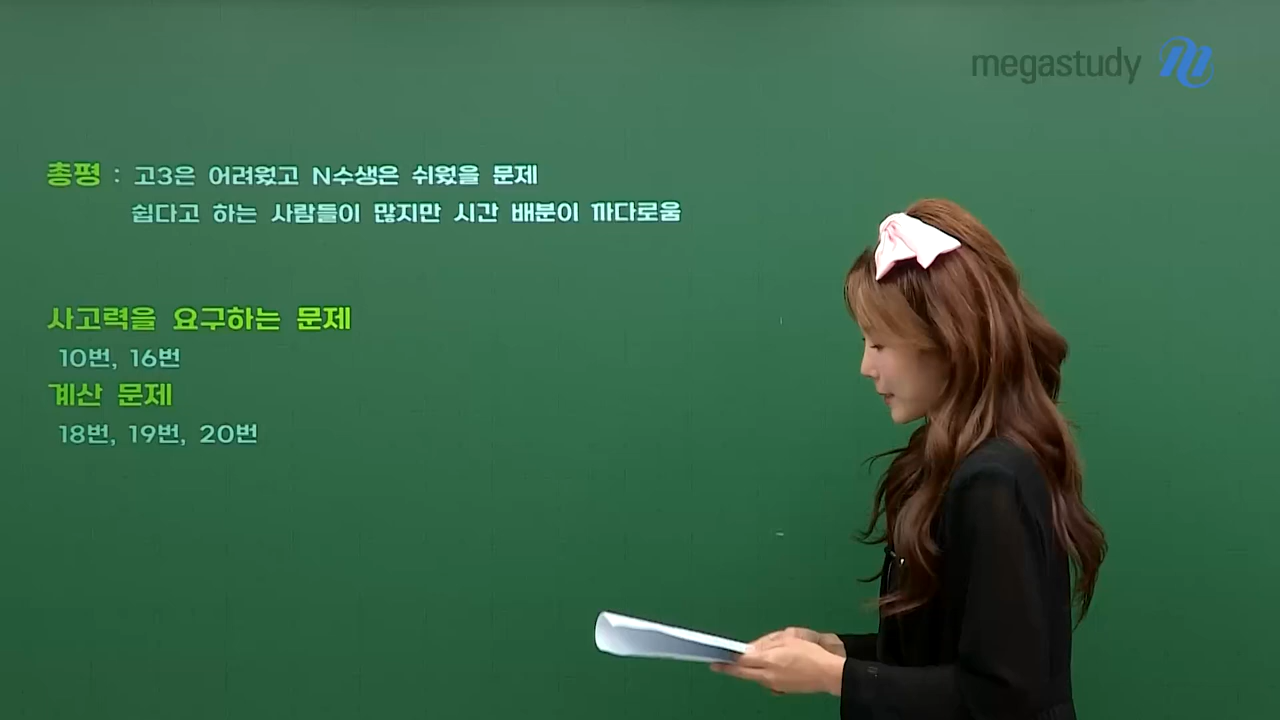 megastudy
총평 : 고3은 어려웠고 N수생은 쉬웠을 문제
쉽다고 하는 사람들이 많지만 시간 배분이 까다로움
사고력을 요구하는 문제
10번, 16번
계산 문제
18번, 19번, 20번